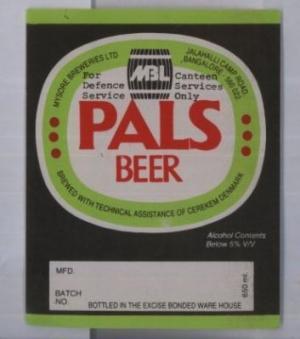 MYSORE BREWERIES LTD
JALAHALLI CAMP ROAD,
BANGALORE - 560 022
MBL
For Canteen
Defence Services
Service Only
PALS
BEER
BREWED WITH TECHNICAL ASSISTANCE OF CEREKEM DENMARK
Alcohol Contents
Below 5% V/V
MFD.
BATCH
NO.
BOTTLED IN THE EXCISE BONDED WARE HOUSE
650 ml.